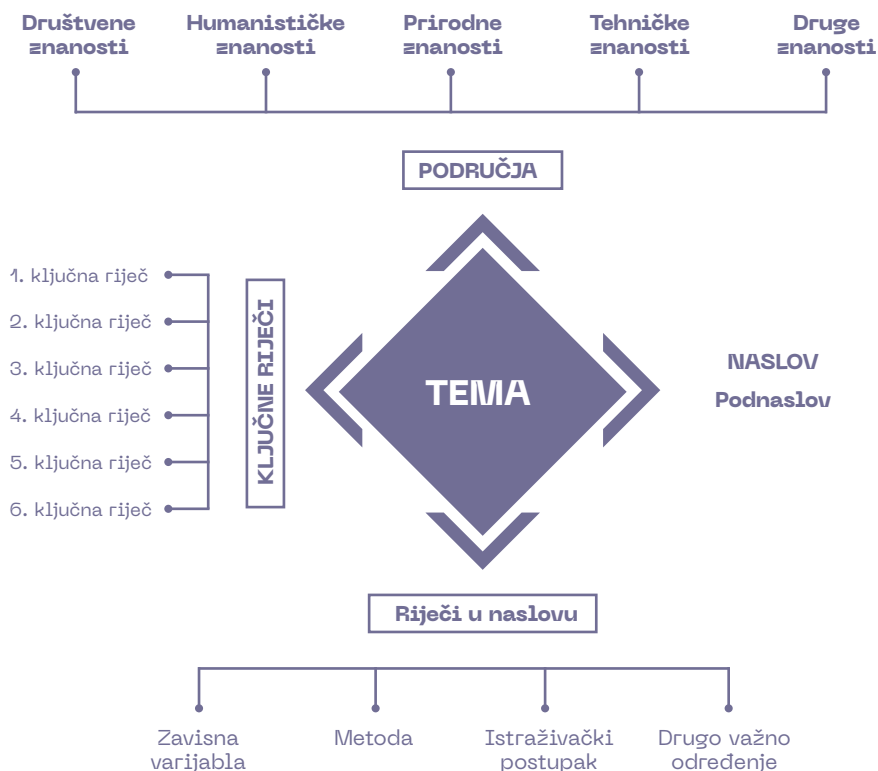 Društvene
znanosti
Humanističke
znanosti
Prirodne
znanosti
Tehničke
znanosti
Druge
znanosti
PODRUČJA
1. ključna riječ
2. ključna riječ
3. ključna riječ
4. ključna riječ
5. ključna riječ
6. ključna riječ
KLJUČNE RIJEČI
TEMA
NASLOV
Podnaslov
Riječi u naslovu
Zavisna
varijabla
Metoda
Istraživački
postupak
Drugo važno
određenje